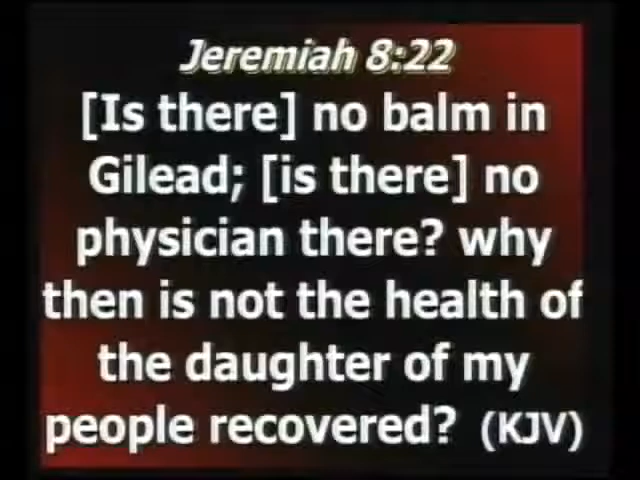 Jeremiah 8:22
[Is there] no balm in
Gilead; [is there] no
physician there? why
then is not the health of
the daughter of my
people recovered? (KJV)